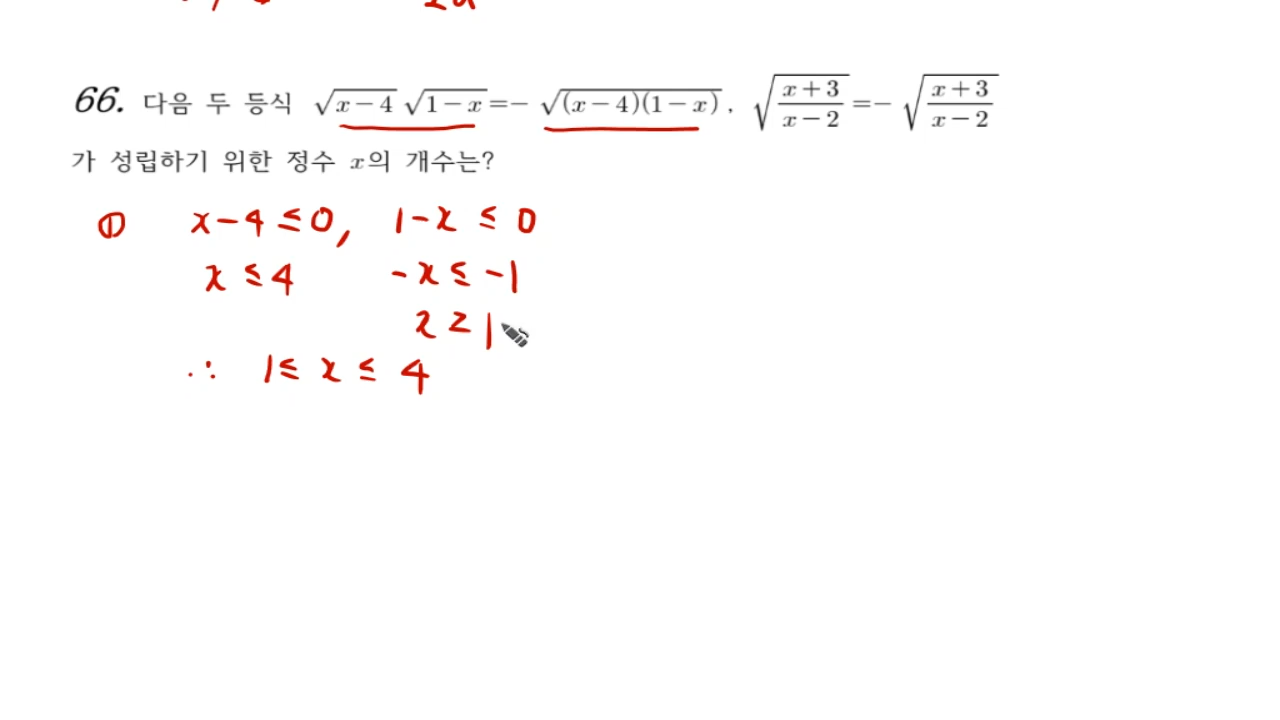 2a
66. 다음 두 등식 √(x−4) √(1−x) = − √((x−4)(1−x)) , √((x+3)/(x−2)) = − √((x+3)/(x−2))
가 성립하기 위한 정수 x의 개수는?
① x−4 ≤ 0, 1−x ≤ 0
x ≤ 4 −x ≤ −1
x ≥ 1
∴ 1 ≤ x ≤ 4